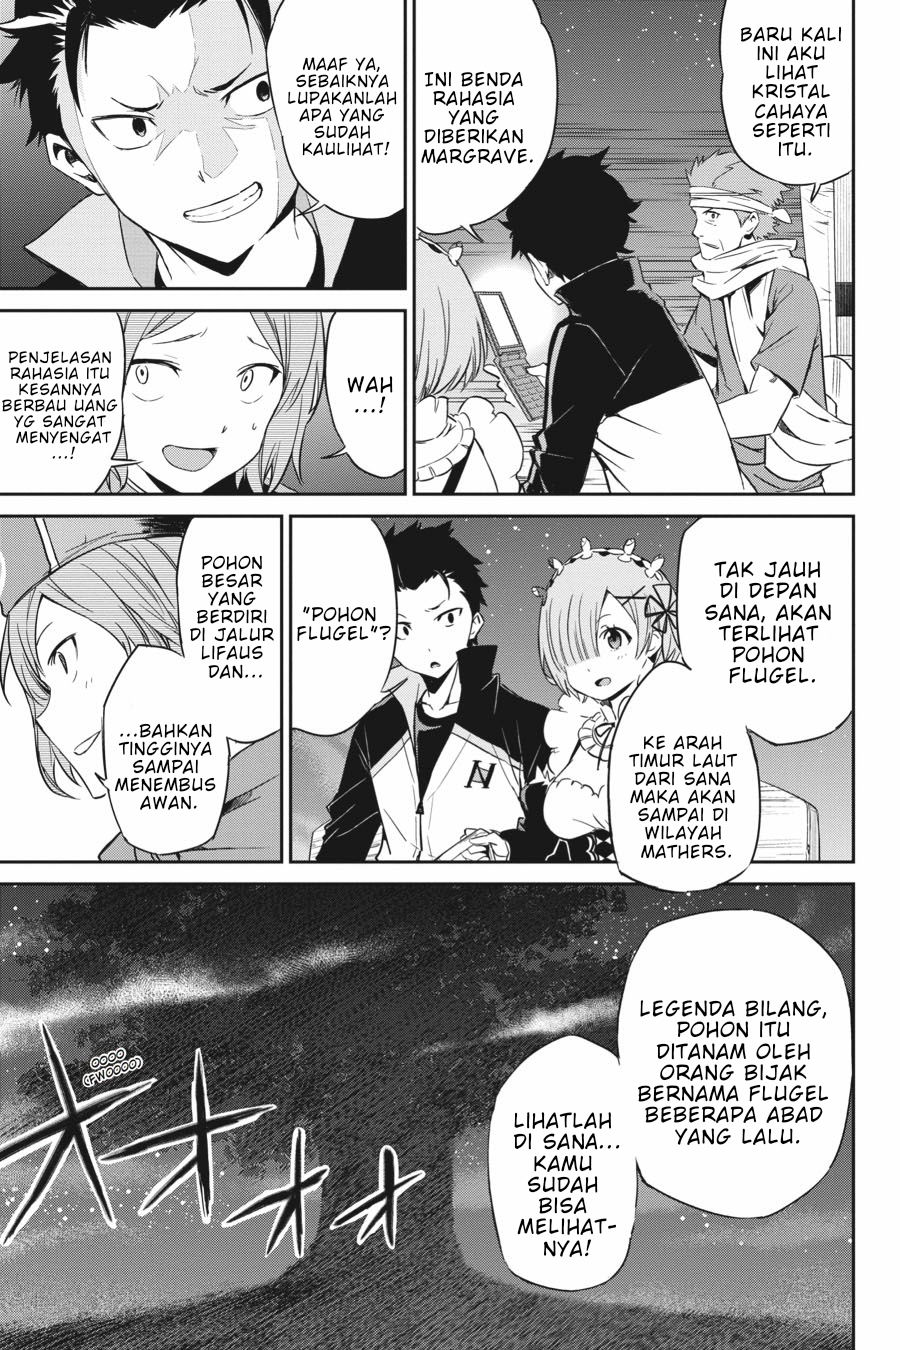 BARU KALI
INI AKU
LIHAT
KRISTAL
CAHAYA
SEPERTI
ITU.
INI BENDA
RAHASIA
YANG
DIBERIKAN
MARGRAVE.
MAAF YA,
SEBAIKNYA
LUPAKANLAH
APA YANG
SUDAH
KAULIHAT!
WAH
...!
PENJELASAN
RAHASIA ITU
KESANNYA
BERBAU UANG
YG SANGAT
MENYENGAT
...!
TAK JAUH
DI DEPAN
SANA, AKAN
TERLIHAT
POHON
FLUGEL.
KE ARAH
TIMUR LAUT
DARI SANA
MAKA AKAN
SAMPAI DI
WILAYAH
MATHERS.
"POHON
FLUGEL"?
POHON
BESAR
YANG
BERDIRI
DI JALUR
LIFAUS
DAN...
...BAHKAN
TINGGINYA
SAMPAI
MENEMBUS
AWAN.
LEGENDA BILANG,
POHON ITU
DITANAM OLEH
ORANG BIJAK
BERNAMA FLUGEL
BEBERAPA ABAD
YANG LALU.
LIHATLAH
DI SANA...
KAMU
SUDAH
BISA
MELIHAT-
NYA!
OOOO
(FWOOOO)
オオオオ